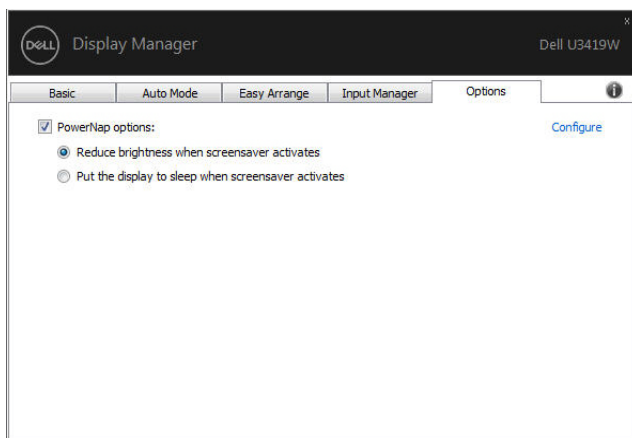 x
DELL
Display Manager
Dell U3419W
Basic
Auto Mode
Easy Arrange
Input Manager
Options
i
PowerNap options:
Configure
Reduce brightness when screensaver activates
Put the display to sleep when screensaver activates